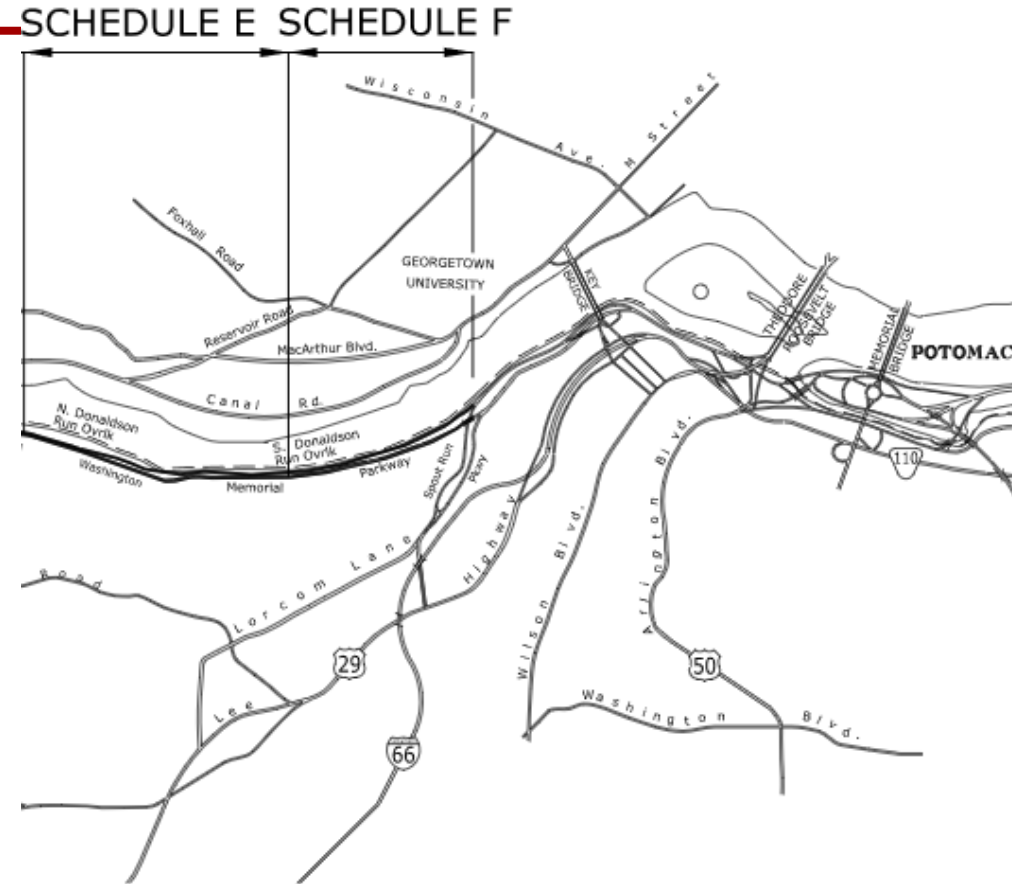 SCHEDULE E SCHEDULE F
Wisconsin Ave.
M Street
Foxhall Road
GEORGETOWN
UNIVERSITY
KEY
BRIDGE
THEODORE
ROOSEVELT
BRIDGE
MEMORIAL
BRIDGE
POTOMAC
Reservoir Road
MacArthur Blvd.
Canal Rd.
N. Donaldson
Run Ovrlk
S. Donaldson
Run Ovrlk
Washington
Memorial
Parkway
Spout Run
Pkwy
110
Arlington Blvd.
Highway
Wilson Blvd.
Lorcom Lane
Road
29
50
Lee
Washington Blvd.
66